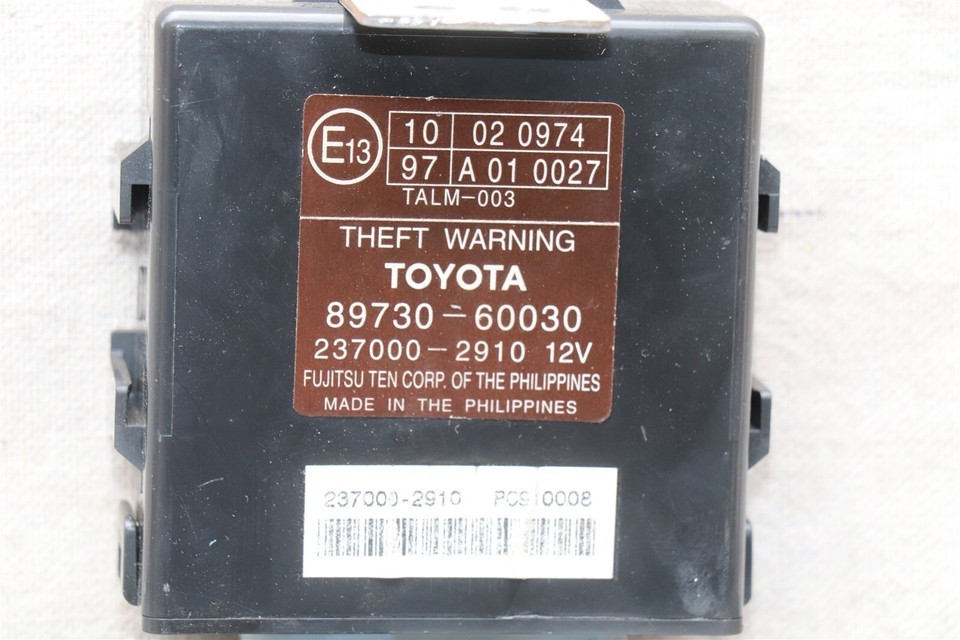 E13
10 02 0974
97 A 01 0027
TALM-003
THEFT WARNING
TOYOTA
89730-60030
237000-2910 12V
FUJITSU TEN CORP. OF THE PHILIPPINES
MADE IN THE PHILIPPINES
237000-2910